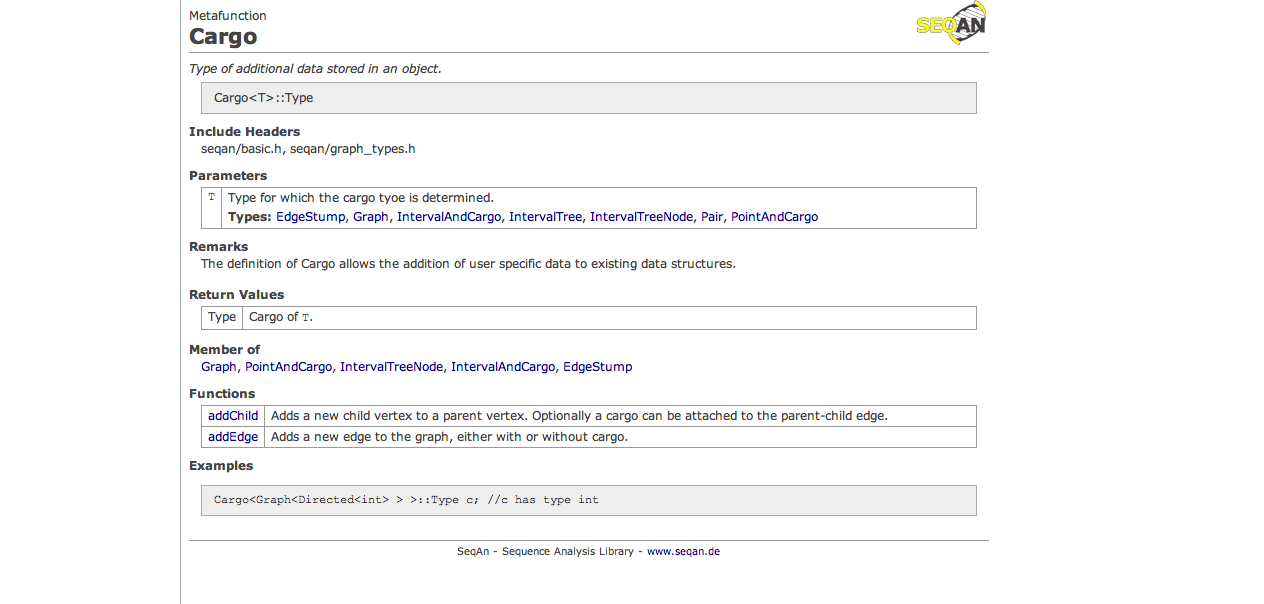 Metafunction
Cargo
SEQAN
Type of additional data stored in an object.
Cargo<T>::Type
Include Headers
seqan/basic.h, seqan/graph_types.h
Parameters
T Type for which the cargo tyoe is determined.
Types: EdgeStump, Graph, IntervalAndCargo, IntervalTree, IntervalTreeNode, Pair, PointAndCargo
Remarks
The definition of Cargo allows the addition of user specific data to existing data structures.
Return Values
Type Cargo of T.
Member of
Graph, PointAndCargo, IntervalTreeNode, IntervalAndCargo, EdgeStump
Functions
addChild Adds a new child vertex to a parent vertex. Optionally a cargo can be attached to the parent-child edge.
addEdge Adds a new edge to the graph, either with or without cargo.
Examples
Cargo<Graph<Directed<int> > >::Type c; //c has type int
SeqAn - Sequence Analysis Library - www.seqan.de